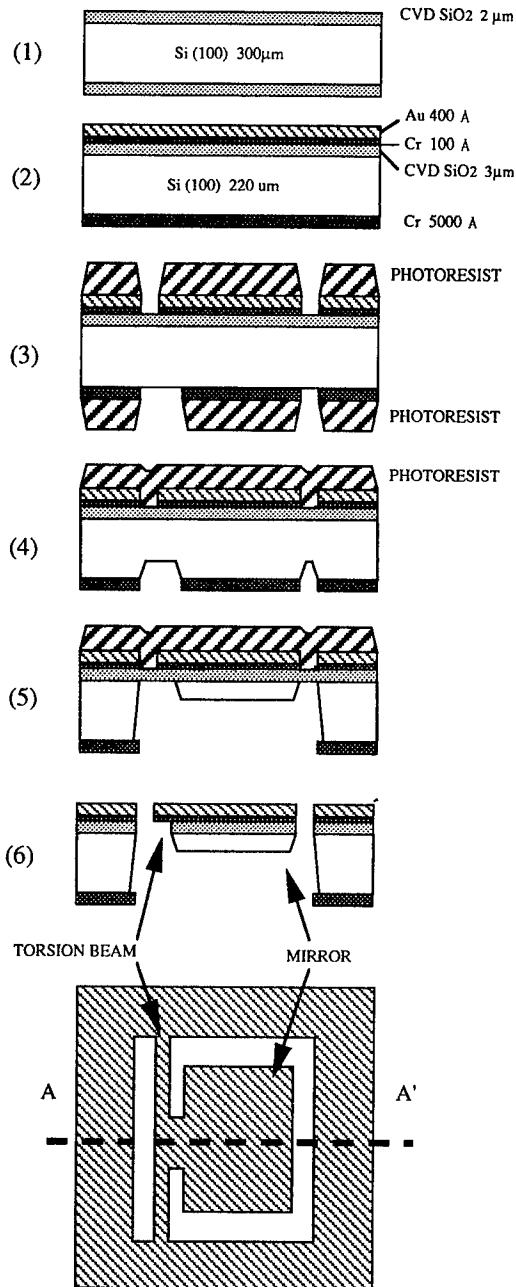 (1)
CVD SiO2 2 µm
Si (100) 300µm
(2)
Au 400 A
Cr 100 A
CVD SiO2 3µm
Si (100) 220 um
Cr 5000 A
(3)
PHOTORESIST
PHOTORESIST
(4)
PHOTORESIST
(5)
(6)
TORSION BEAM
MIRROR
A
A'